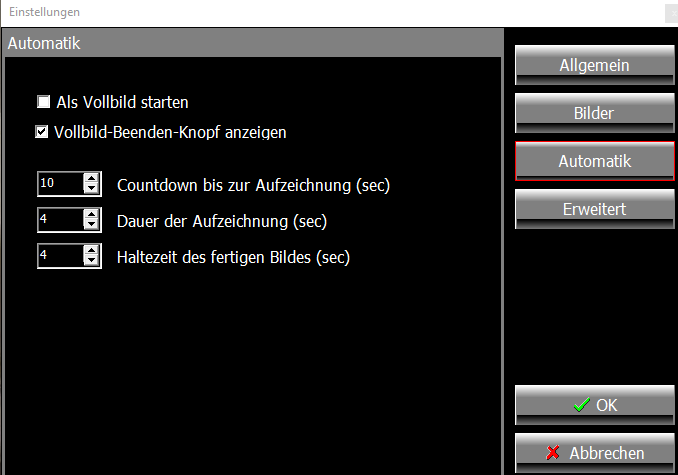 Einstellungen
Automatik
Als Vollbild starten
Vollbild-Beenden-Knopf anzeigen
10 Countdown bis zur Aufzeichnung (sec)
4 Dauer der Aufzeichnung (sec)
4 Haltezeit des fertigen Bildes (sec)
Allgemein
Bilder
Automatik
Erweitert
OK
Abbrechen